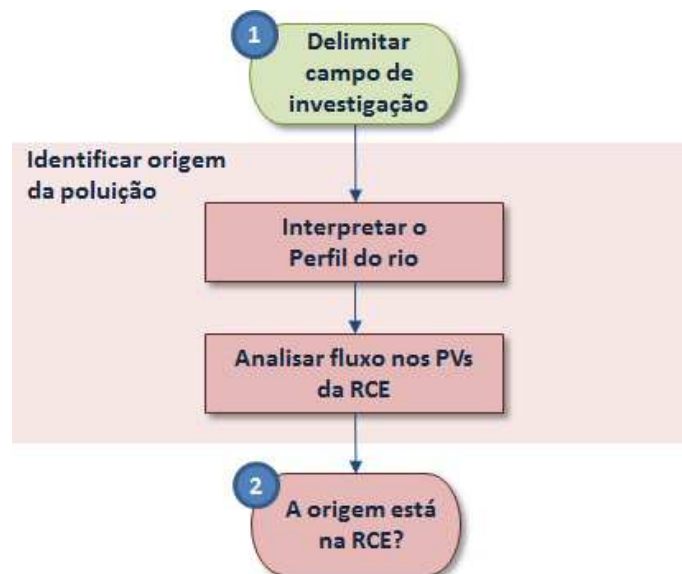 1
Delimitar
campo de
investigação
Identificar origem
da poluição
Interpretar o
Perfil do rio
Analisar fluxo nos PVs
da RCE
2
A origem está
na RCE?